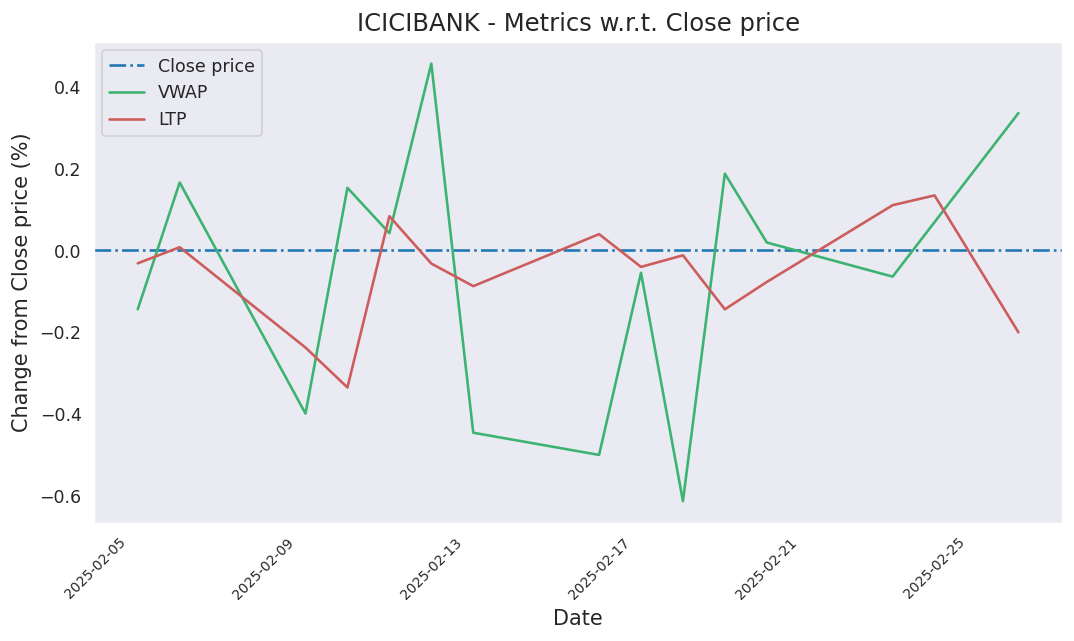 ICICIBANK - Metrics w.r.t. Close price
Close price
VWAP
LTP
Change from Close price (%)
0.4
0.2
0.0
−0.2
−0.4
−0.6
2025-02-05
2025-02-09
2025-02-13
2025-02-17
2025-02-21
2025-02-25
Date